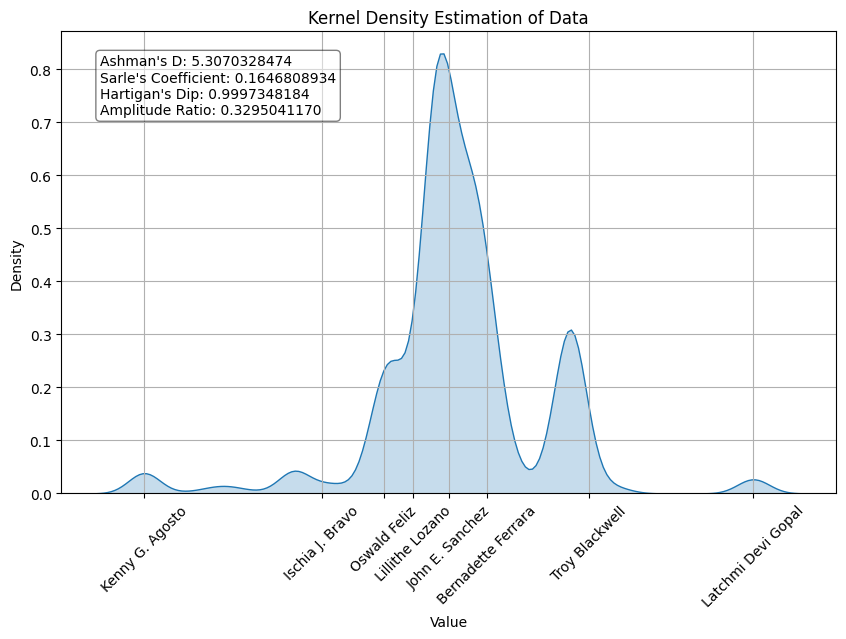 Kernel Density Estimation of Data
Ashman's D: 5.3070328474
Sarle's Coefficient: 0.1646808934
Hartigan's Dip: 0.9997348184
Amplitude Ratio: 0.3295041170
Density
0.8
0.7
0.6
0.5
0.4
0.3
0.2
0.1
0.0
Kenny G. Agosto
Ischia J. Bravo
Oswald Feliz
Lillithe Lozano
John E. Sanchez
Bernadette Ferrara
Troy Blackwell
Latchmi Devi Gopal
Value